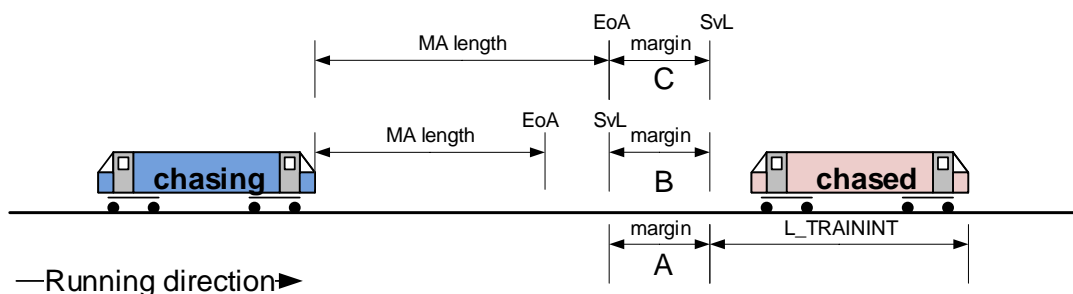 EoA SvL
MA length margin
C
EoA SvL
MA length margin
chasing B chased
margin L_TRAININT
A
Running direction